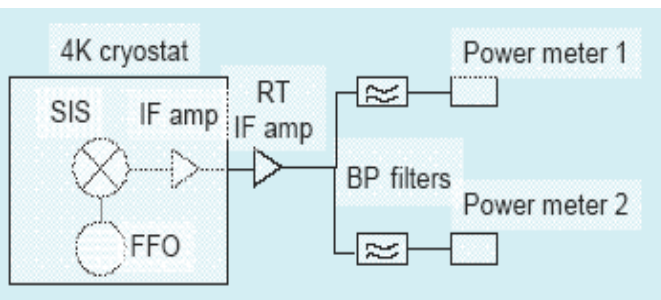 4K cryostat
Power meter 1
SIS
IF amp
RT
IF amp
BP filters
Power meter 2
FFO